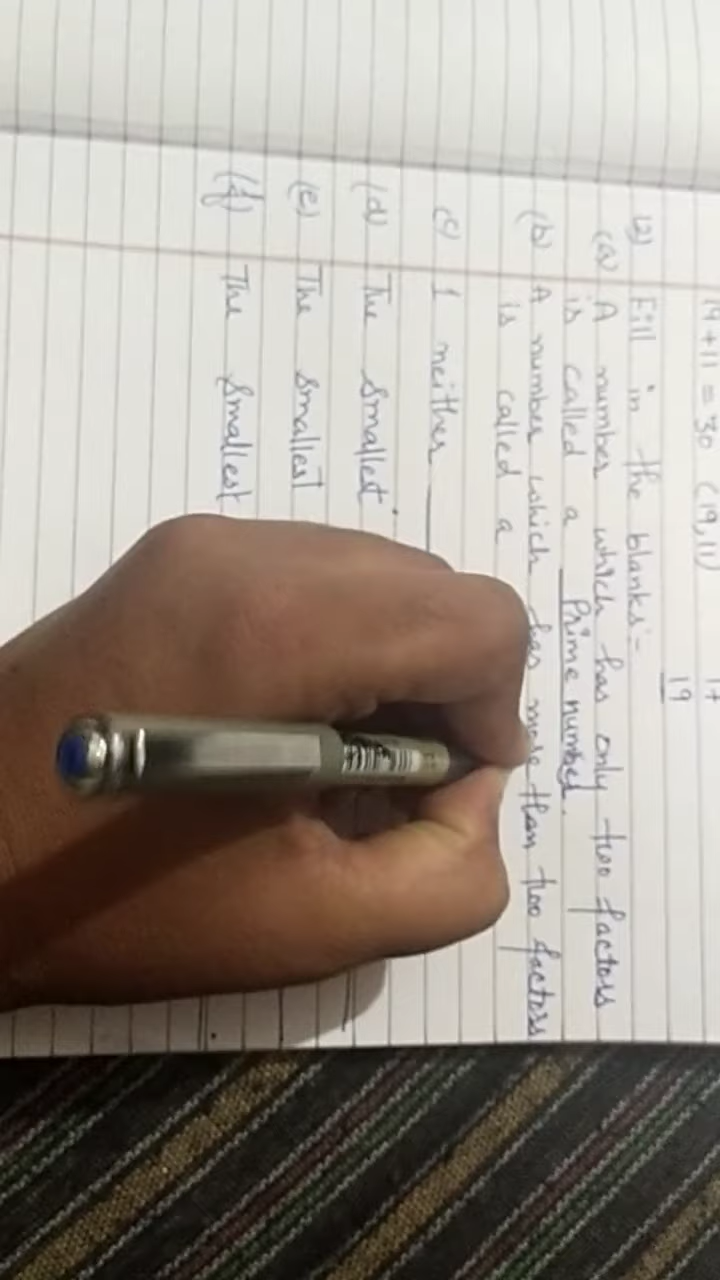 19+11 = 30 (19,11)
17
19
(2) Fill in the blanks:-
(a) A number which has only two factors
is called a Prime number.
(b) A number which has more than two factors
is called a
(c) 1 neither
(d) The smallest
(e) The smallest
(f) The smallest